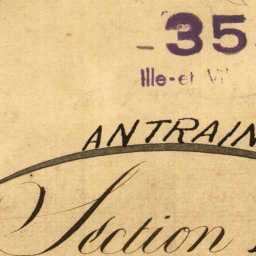 - 35
Ille-et
ANTRAIN
Section